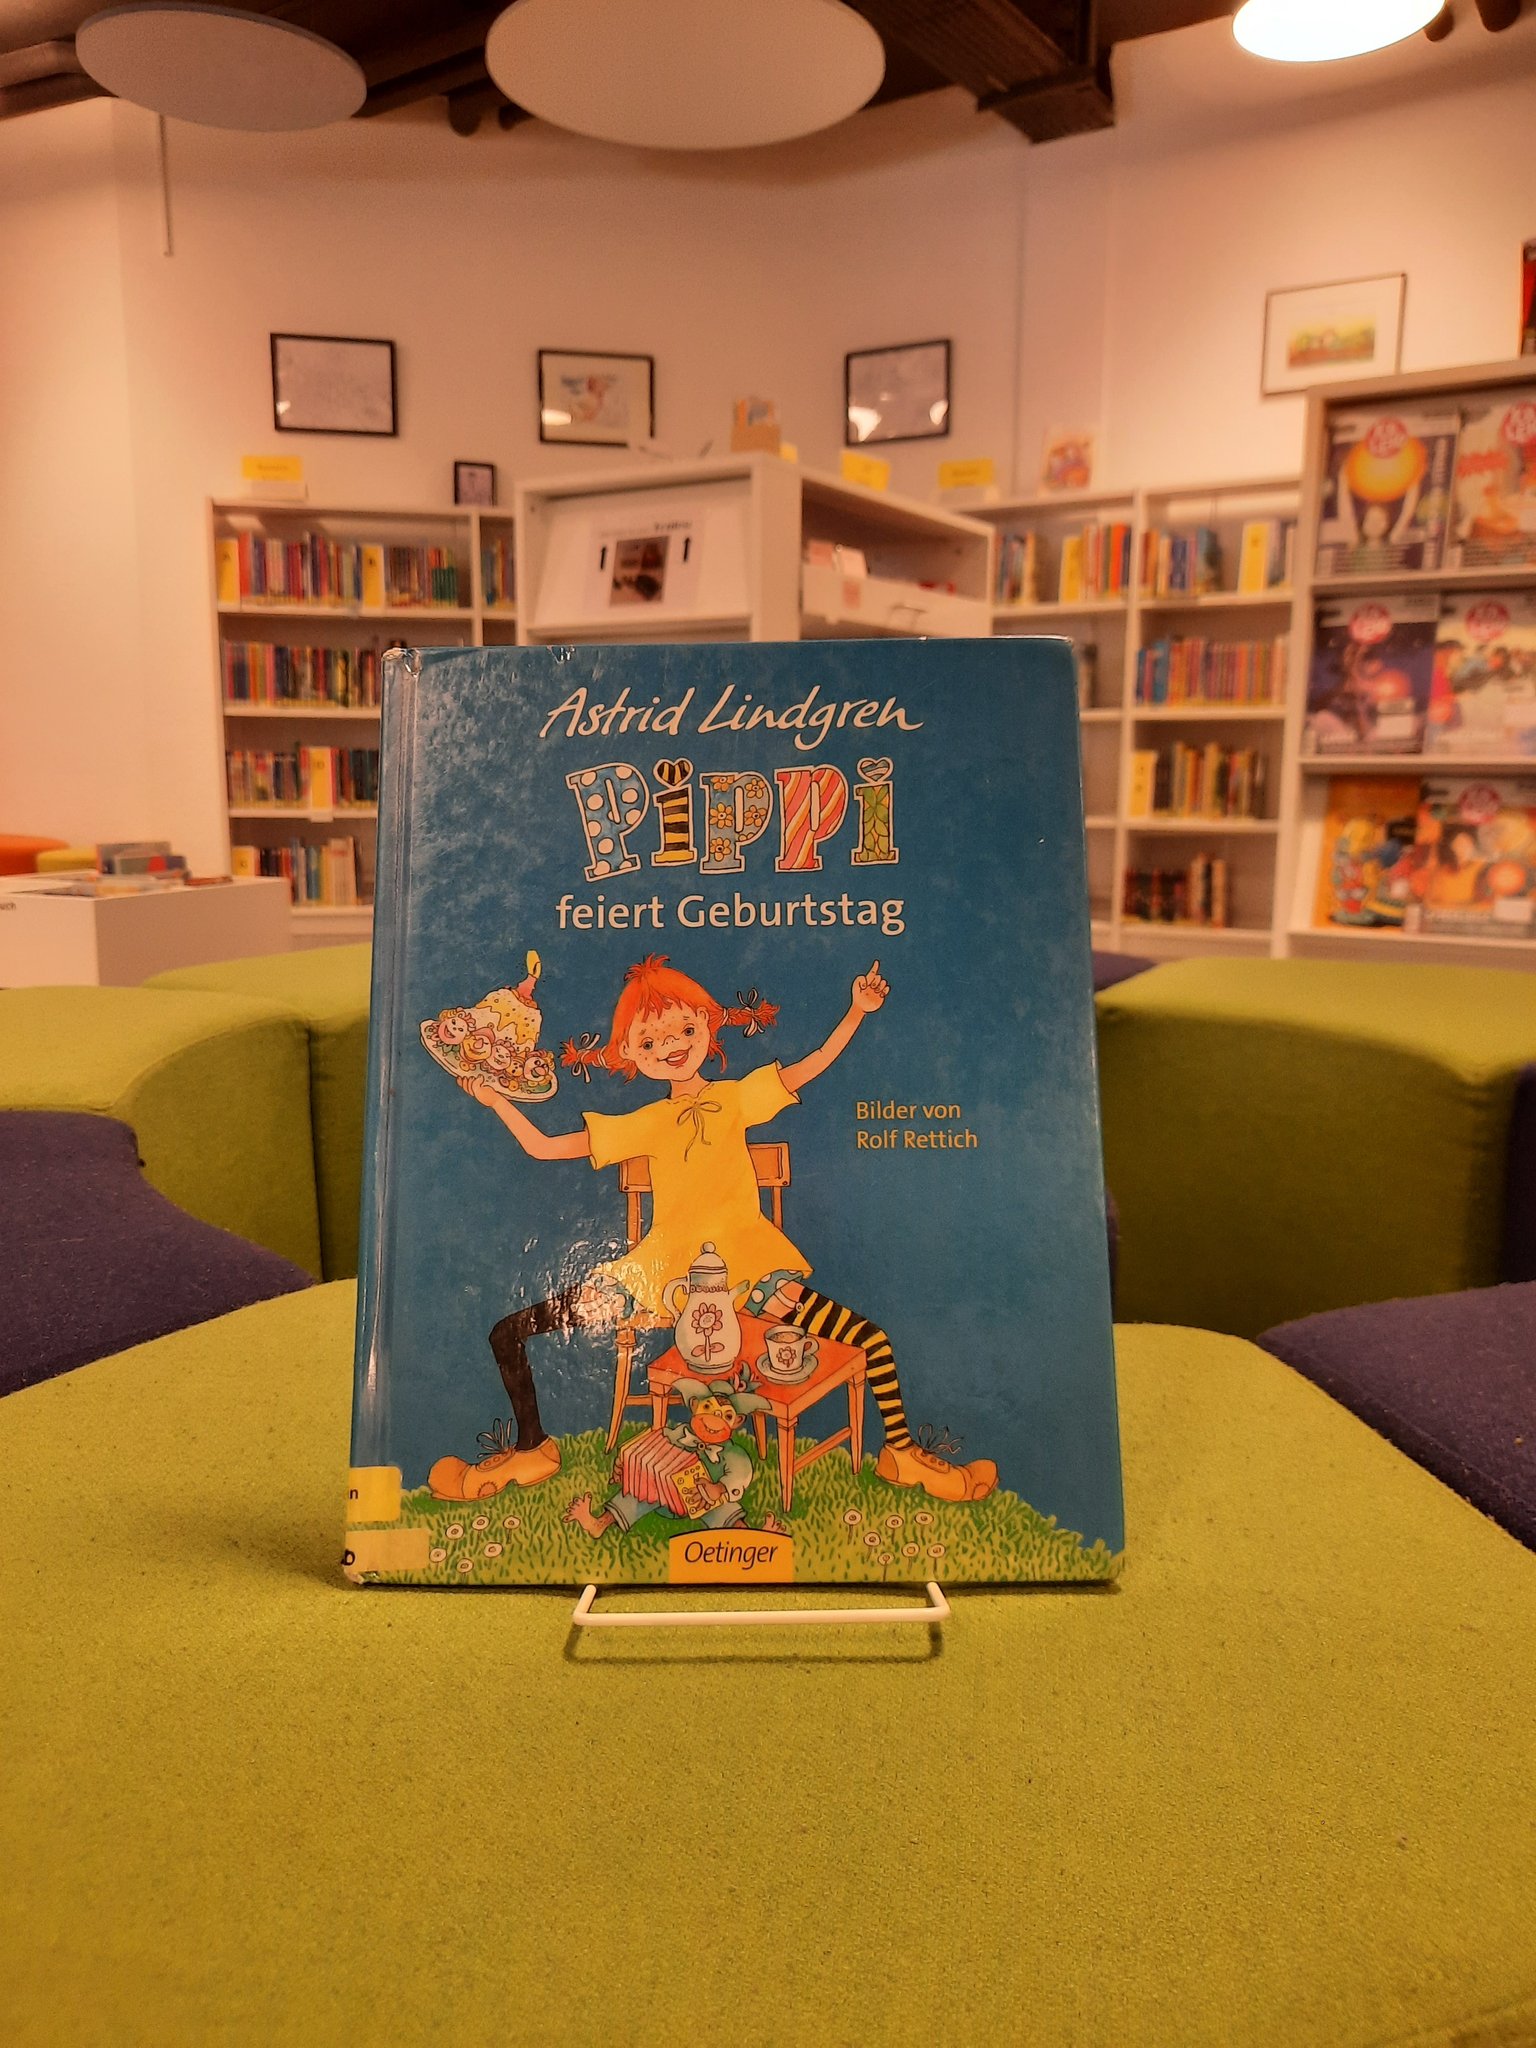 Astrid Lindgren
Pippi
feiert Geburtstag
Bilder von
Rolf Rettich
Oetinger